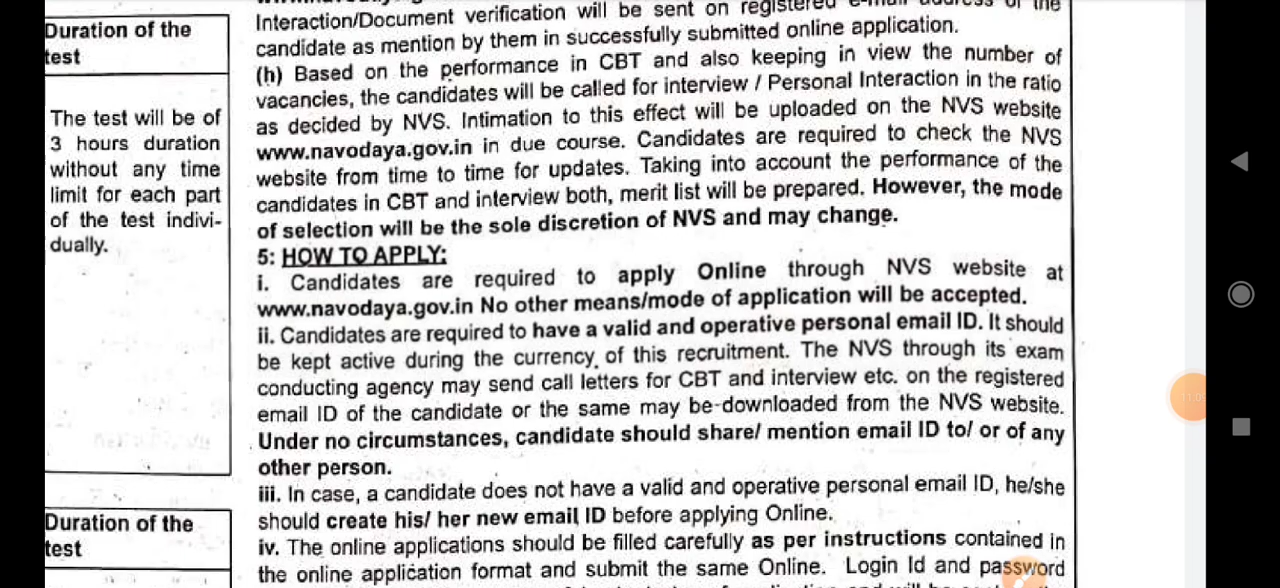 Duration of the
test
The test will be of
3 hours duration
without any time
limit for each part
of the test indivi-
dually.
Duration of the
test
Interaction/Document verification will be sent on registered e-mail address of the
candidate as mention by them in successfully submitted online application.
(h) Based on the performance in CBT and also keeping in view the number of
vacancies, the candidates will be called for interview / Personal Interaction in the ratio
as decided by NVS. Intimation to this effect will be uploaded on the NVS website
www.navodaya.gov.in in due course. Candidates are required to check the NVS
website from time to time for updates. Taking into account the performance of the
candidates in CBT and interview both, merit list will be prepared. However, the mode
of selection will be the sole discretion of NVS and may change.
5: HOW TO APPLY:
i. Candidates are required to apply Online through NVS website at
www.navodaya.gov.in No other means/mode of application will be accepted.
ii. Candidates are required to have a valid and operative personal email ID. It should
be kept active during the currency of this recruitment. The NVS through its exam
conducting agency may send call letters for CBT and interview etc. on the registered
email ID of the candidate or the same may be downloaded from the NVS website.
Under no circumstances, candidate should share/ mention email ID to/ or of any
other person.
iii. In case, a candidate does not have a valid and operative personal email ID, he/she
should create his/ her new email ID before applying Online.
iv. The online applications should be filled carefully as per instructions contained in
the online application format and submit the same Online. Login Id and password